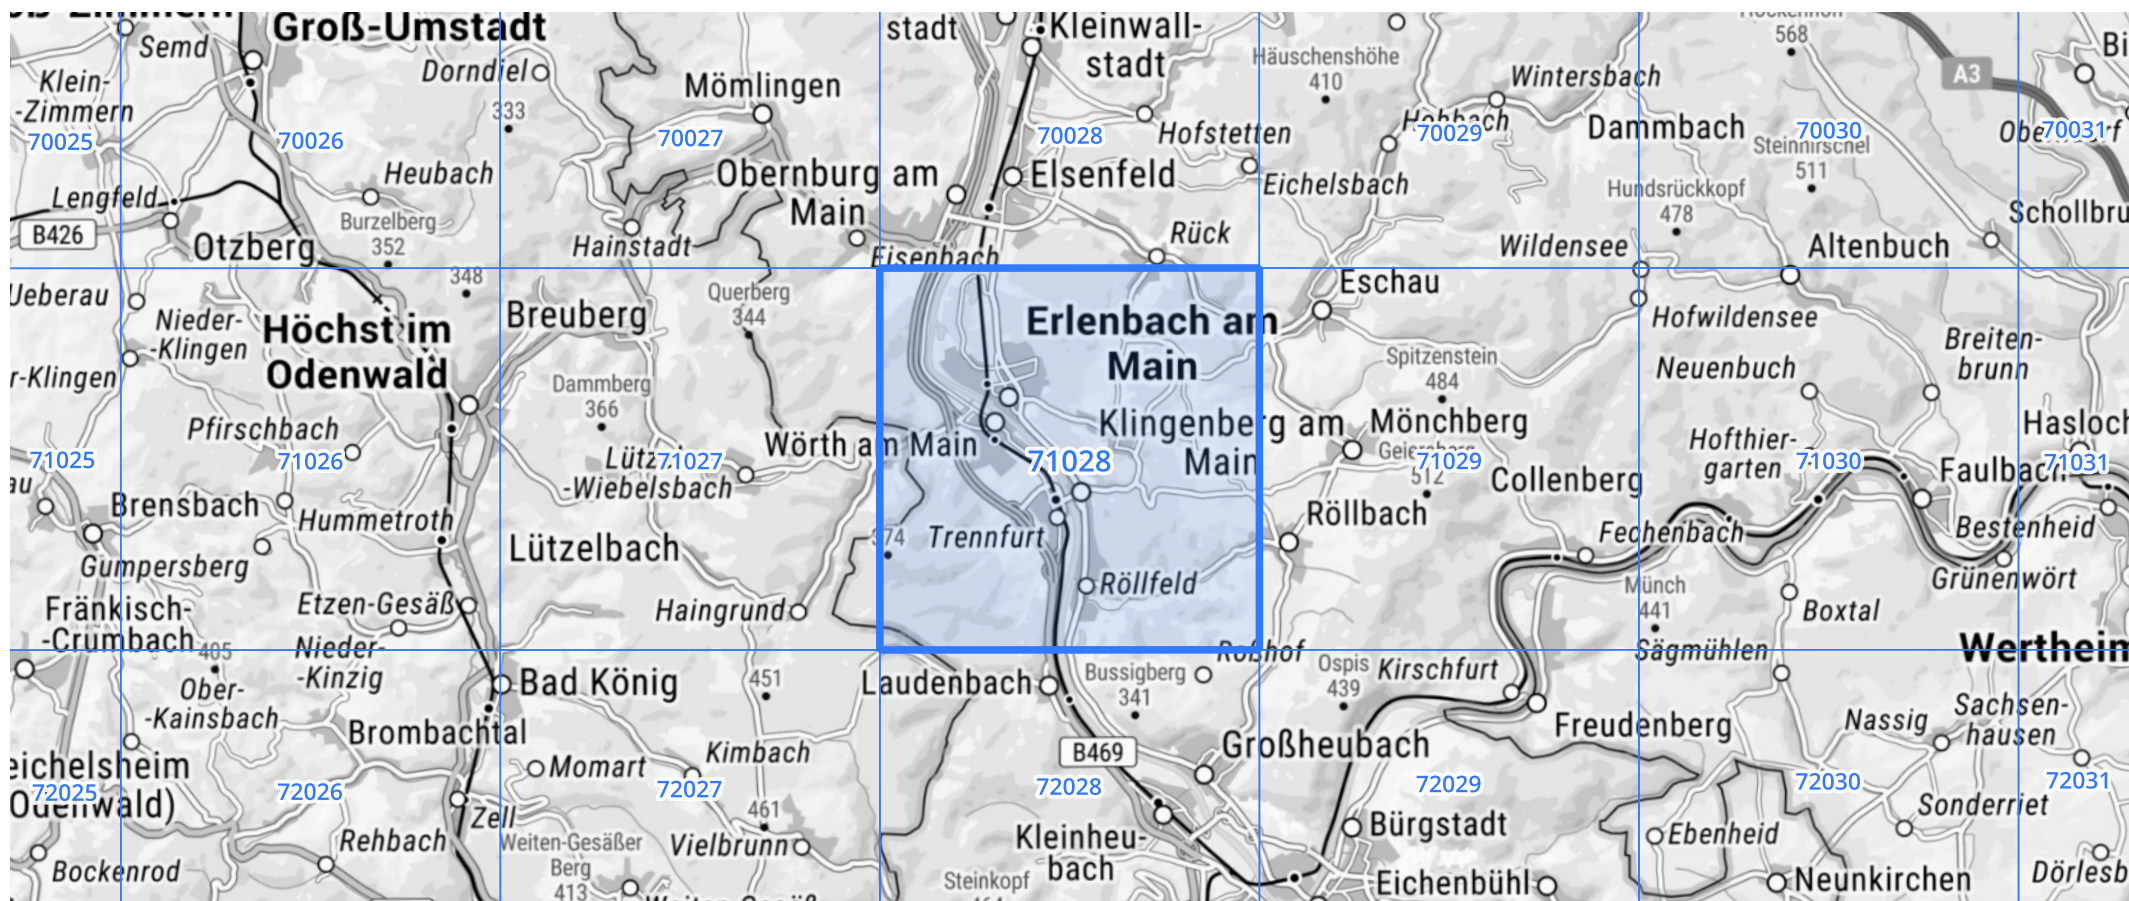 Groß-Umstadt
Semd
Klein-
-Zimmern
Dorndiel
333
Mömlingen
stadt
Kleinwall-
stadt
Häuschenshöhe
410
Wintersbach
568
A3
Hofstetten
Hobbach
Dammbach
70025
70026
70027
70028
70029
70030
70031
Steinhirschel
511
Heubach
Lengfeld
Burzelberg
352
B426
Otzberg
Hainstadt
Obernburg am
Main
Elsenfeld
Eichelsbach
Hundsrückkopf
478
Rück
Eisenbach
Wildensee
Altenbuch
Ueberau
348
Querberg
344
Eschau
Nieder-
-Klingen
Höchst im
Odenwald
Breuberg
Erlenbach am
Main
Hofwildensee
Breiten-
brunn
r-Klingen
Dammberg
366
Spitzenstein
484
Neuenbuch
Pfirschbach
Wörth am Main
Klingenberg am
Main
Mönchberg
512
Hofthier-
garten
Hasloch
71025
71026
71027
71028
71029
71030
71031
-Wiebelsbach
Collenberg
Faulbach
Brensbach
Hummetroth
Röllbach
Fechenbach
Bestenheid
Gumpersberg
Lützelbach
Trennfurt
Grünenwört
Fränkisch-
-Crumbach
Etzen-Gesäß
Haingrund
Röllfeld
Münch
441
Boxtal
405
Nieder-
-Kinzig
Roßhof
Sägmühlen
Wertheim
Ober-
-Kainsbach
Bad König
451
Laudenbach
Bussigberg
341
Ospis
439
Kirschfurt
Brombachtal
Freudenberg
Nassig
Sachsen-
hausen
eichelsheim
Odenwald)
Momart
Kimbach
B469
Großheubach
72025
72026
72027
72028
72029
72030
72031
Zell
461
Sonderriet
Rehbach
Weiten-Gesäßer
Berg
413
Vielbrunn
Kleinheu-
bach
Bürgstadt
Ebenheid
Bockenrod
Steinkopf
Eichenbühl
Neunkirchen